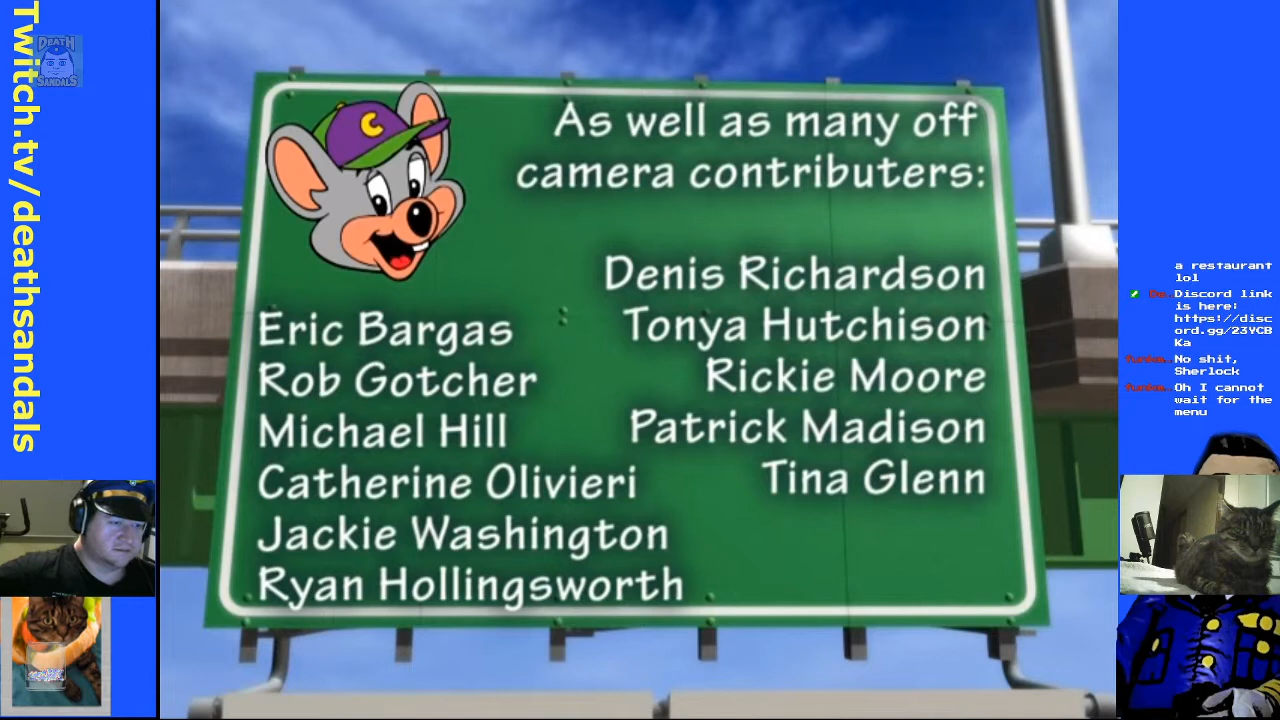 Twitch.tv/deathsandals
DEATH
SANDALS
As well as many off
camera contributers:
Denis Richardson
Tonya Hutchison
Rickie Moore
Patrick Madison
Tina Glenn
Eric Bargas
Rob Gotcher
Michael Hill
Catherine Olivieri
Jackie Washington
Ryan Hollingsworth
C
a restaurant
lol
Discord link
is here:
https://disc
ord.gg/23YCB
Ka
No shit,
Sherlock
Oh I cannot
wait for the
menu